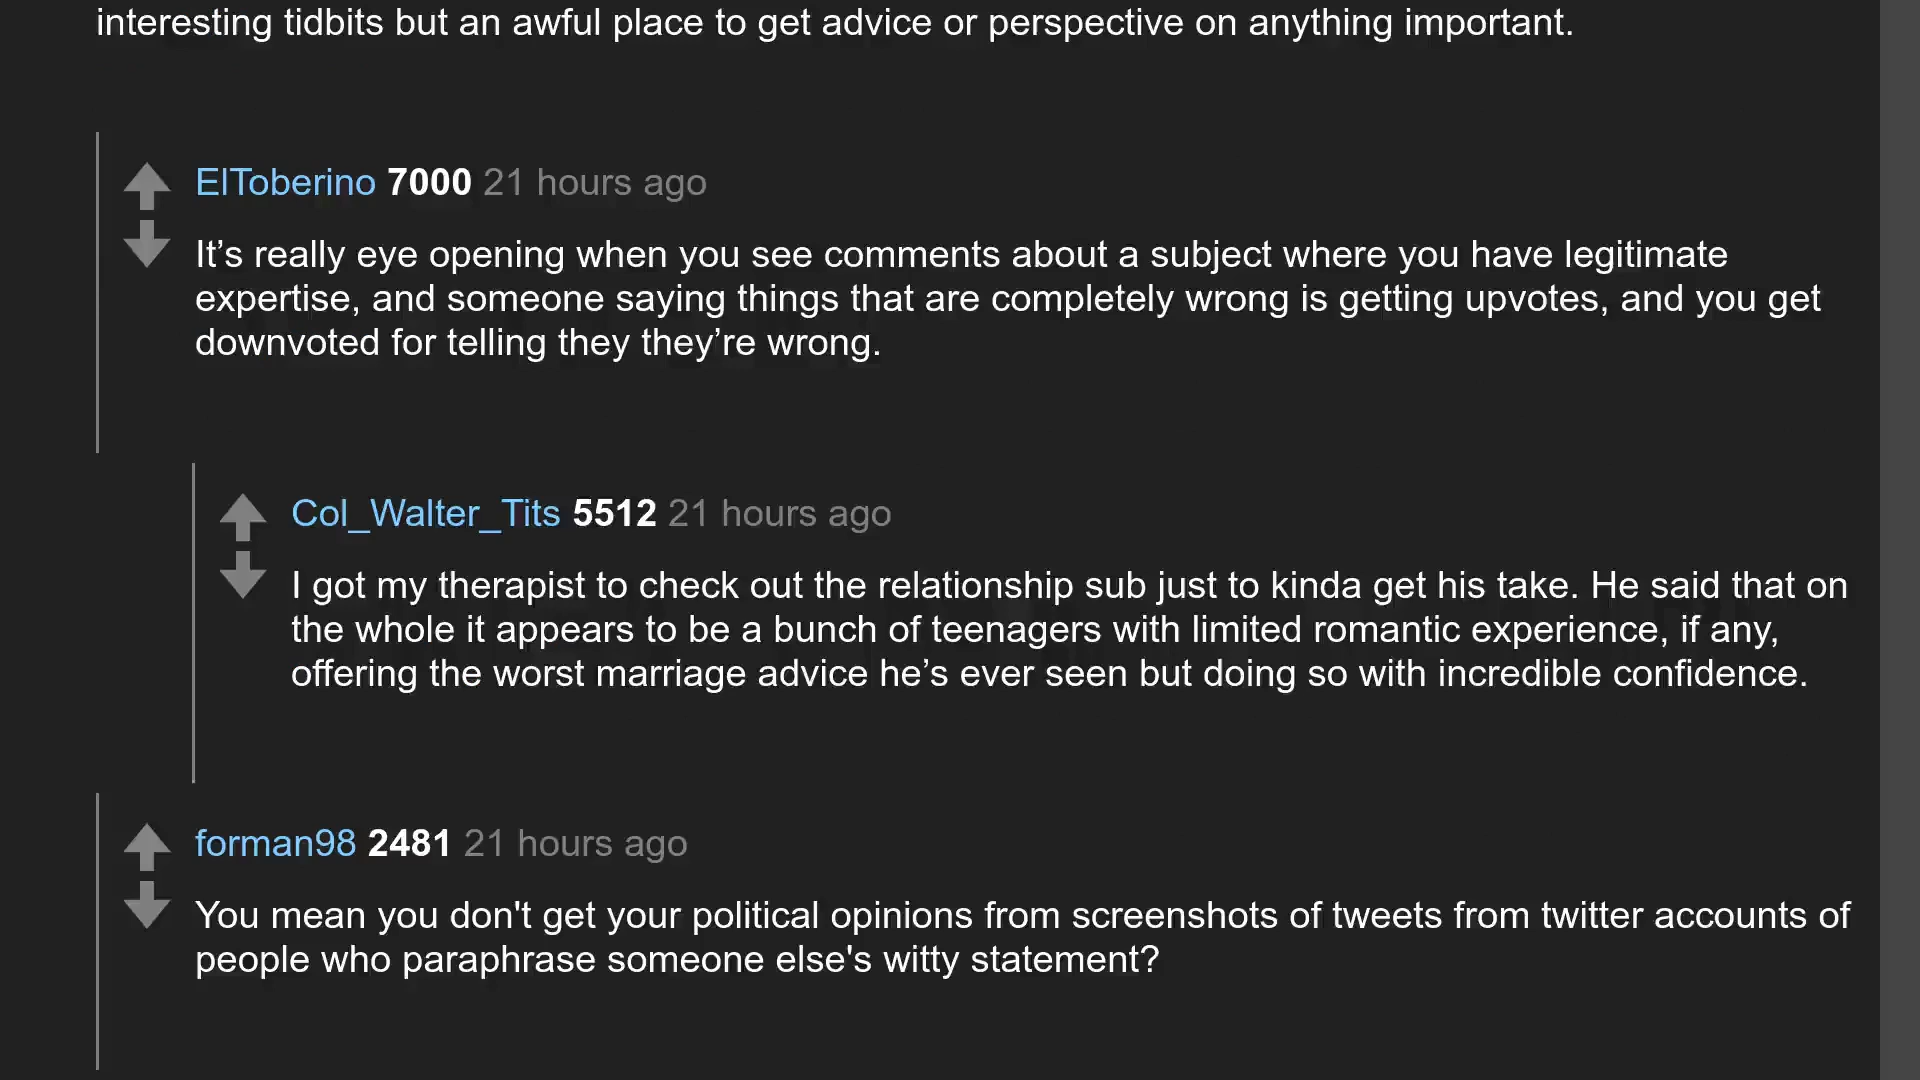 interesting tidbits but an awful place to get advice or perspective on anything important.
ElToberino 7000 21 hours ago
It’s really eye opening when you see comments about a subject where you have legitimate
expertise, and someone saying things that are completely wrong is getting upvotes, and you get
downvoted for telling they they’re wrong.
Col_Walter_Tits 5512 21 hours ago
I got my therapist to check out the relationship sub just to kinda get his take. He said that on
the whole it appears to be a bunch of teenagers with limited romantic experience, if any,
offering the worst marriage advice he’s ever seen but doing so with incredible confidence.
forman98 2481 21 hours ago
You mean you don't get your political opinions from screenshots of tweets from twitter accounts of
people who paraphrase someone else's witty statement?